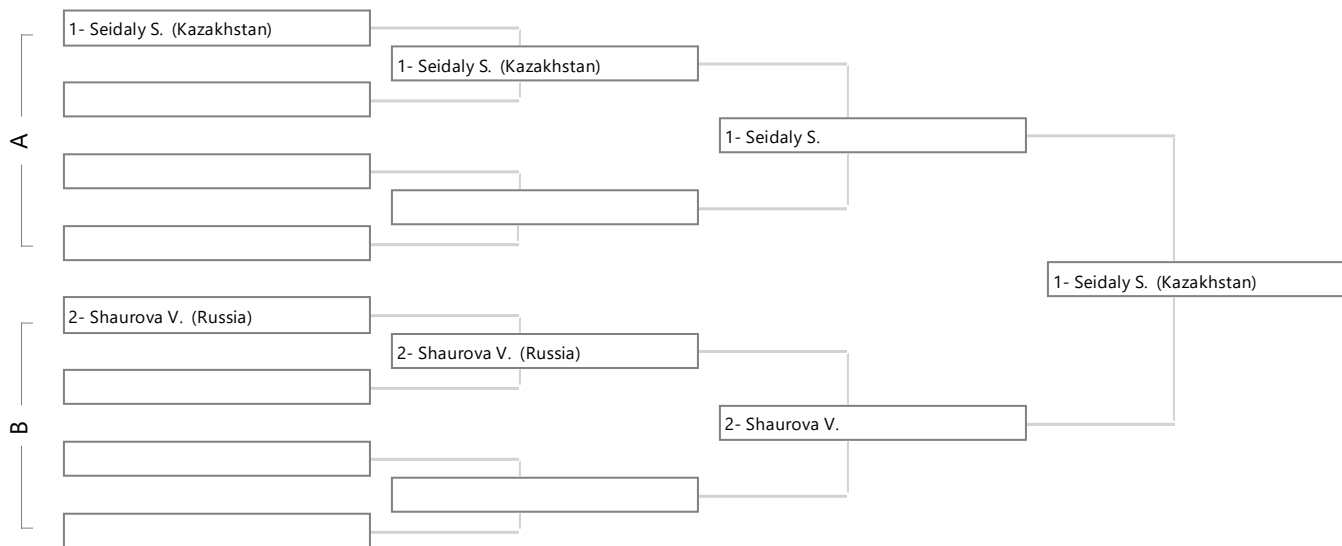 1- Seidaly S. (Kazakhstan)
1- Seidaly S. (Kazakhstan)
A
1- Seidaly S.
1- Seidaly S. (Kazakhstan)
2- Shaurova V. (Russia)
2- Shaurova V. (Russia)
B
2- Shaurova V.